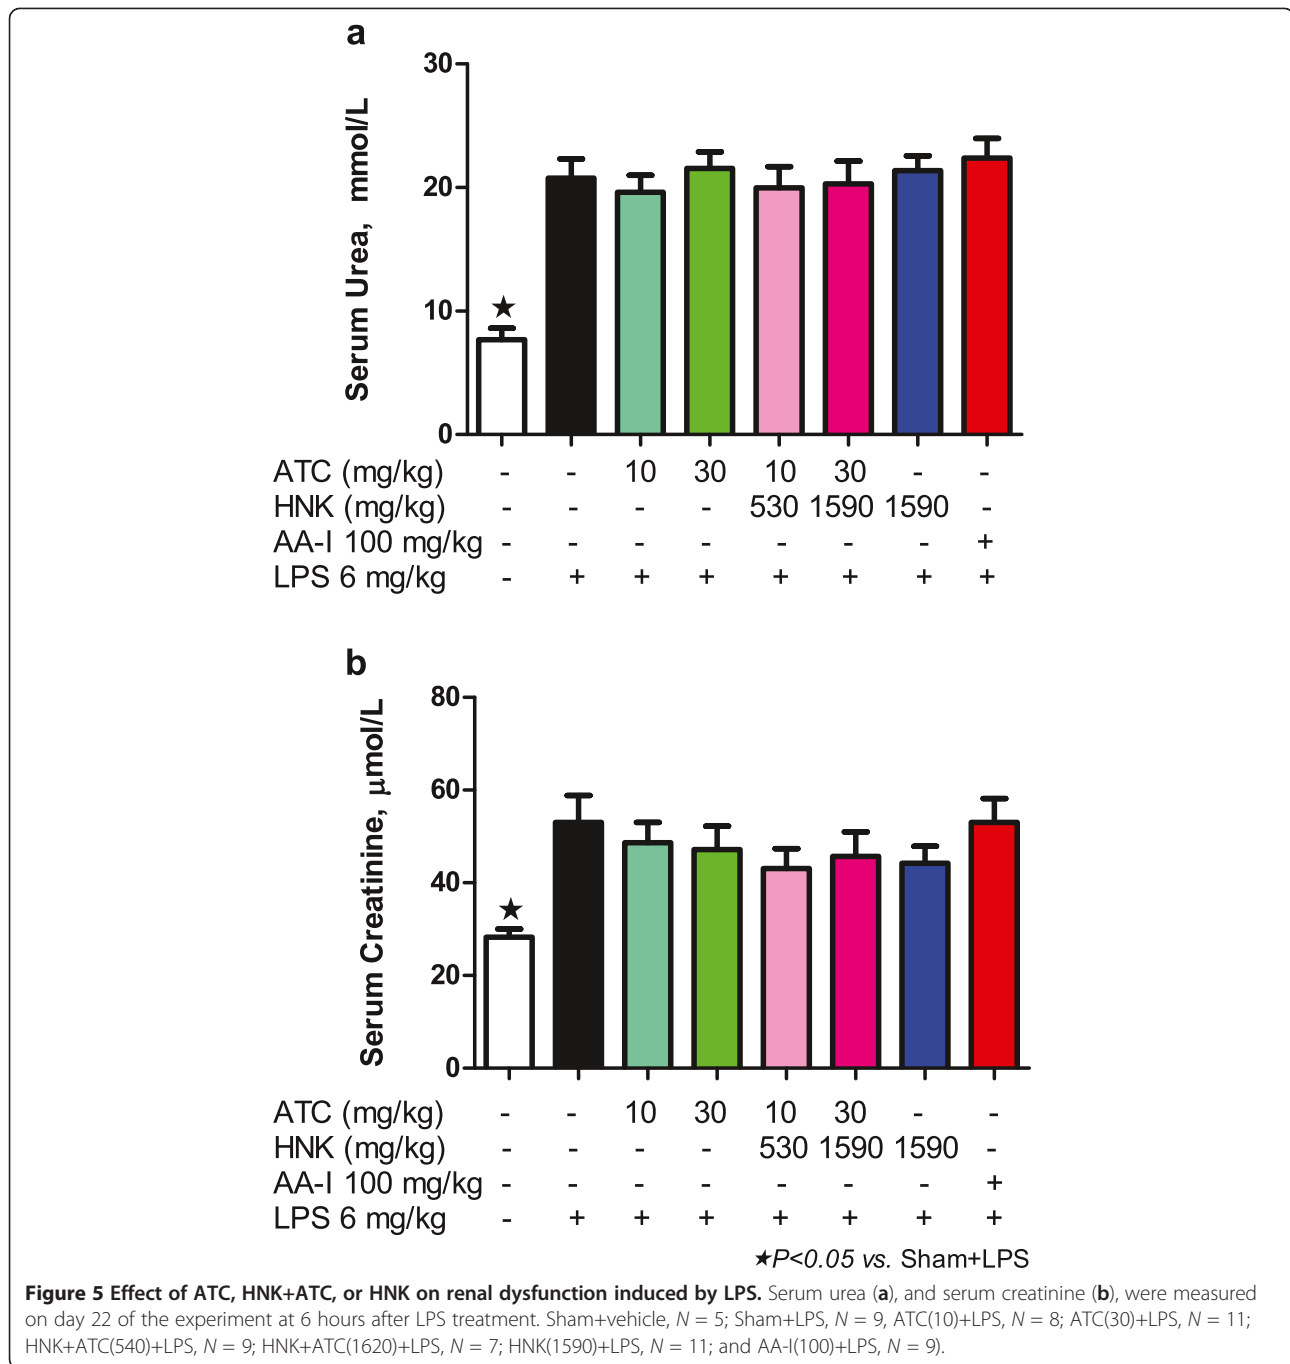 a
30
20
10
0
Serum Urea, mmol/L
★
ATC (mg/kg) - - 10 30 10 30 - -
HNK (mg/kg) - - - - 530 1590 1590 -
AA-I 100 mg/kg - - - - - - - +
LPS 6 mg/kg - + + + + + + +
b
80
60
40
20
0
Serum Creatinine, µmol/L
★
ATC (mg/kg) - - 10 30 10 30 - -
HNK (mg/kg) - - - - 530 1590 1590 -
AA-I 100 mg/kg - - - - - - - +
LPS 6 mg/kg - + + + + + + +
★P<0.05 vs. Sham+LPS
Figure 5 Effect of ATC, HNK+ATC, or HNK on renal dysfunction induced by LPS. Serum urea (a), and serum creatinine (b), were measured
on day 22 of the experiment at 6 hours after LPS treatment. Sham+vehicle, N = 5; Sham+LPS, N = 9, ATC(10)+LPS, N = 8; ATC(30)+LPS, N = 11;
HNK+ATC(540)+LPS, N = 9; HNK+ATC(1620)+LPS, N = 7; HNK(1590)+LPS, N = 11; and AA-I(100)+LPS, N = 9).